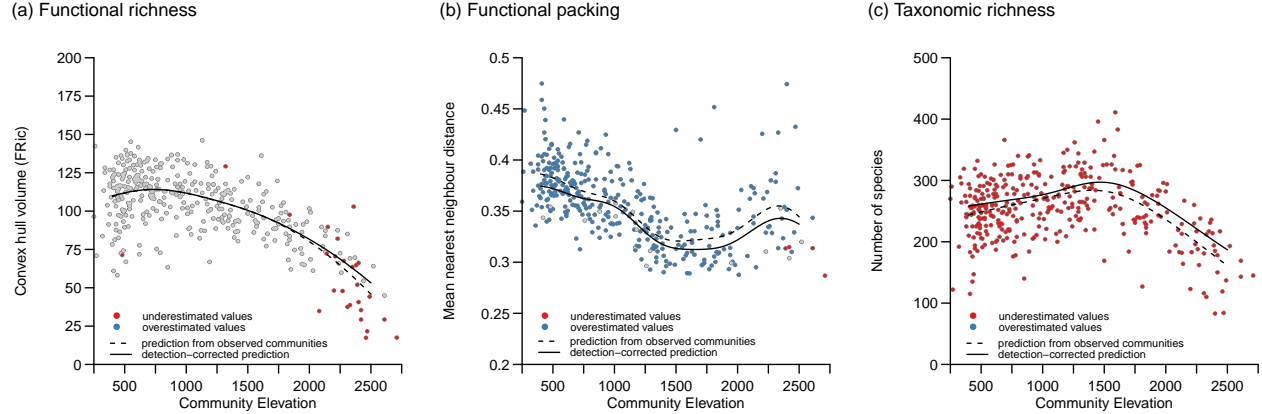 (a) Functional richness
Convex hull volume (FRic)
200
175
150
125
100
75
50
25
0
underestimated values
overestimated values
prediction from observed communities
detection−corrected prediction
500 1000 1500 2000 2500
Community Elevation
(b) Functional packing
Mean nearest neighbour distance
0.5
0.45
0.4
0.35
0.3
0.25
0.2
underestimated values
overestimated values
prediction from observed communities
detection−corrected prediction
500 1000 1500 2000 2500
Community Elevation
(c) Taxonomic richness
Number of species
500
400
300
200
100
0
underestimated values
overestimated values
prediction from observed communities
detection−corrected prediction
500 1000 1500 2000 2500
Community Elevation